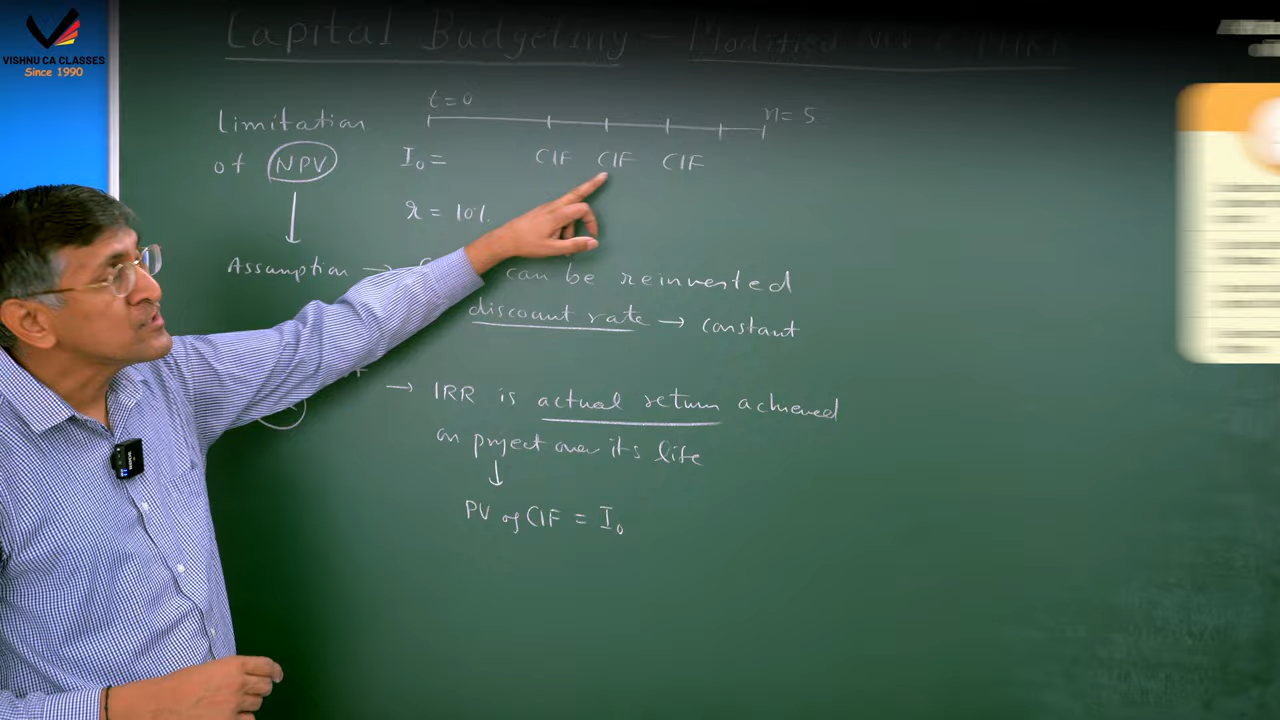 VISHNU CA CLASSES
Since 1990
Capital Budgeting – Modified NPV &
t=0
n=5
Limitation
of NPV
I₀=
CIF CIF CIF
r = 10%
Assumption →
can be reinvested
discount rate → constant
→ IRR is actual return achieved
on project over its life
↓
PV of CIF = I₀